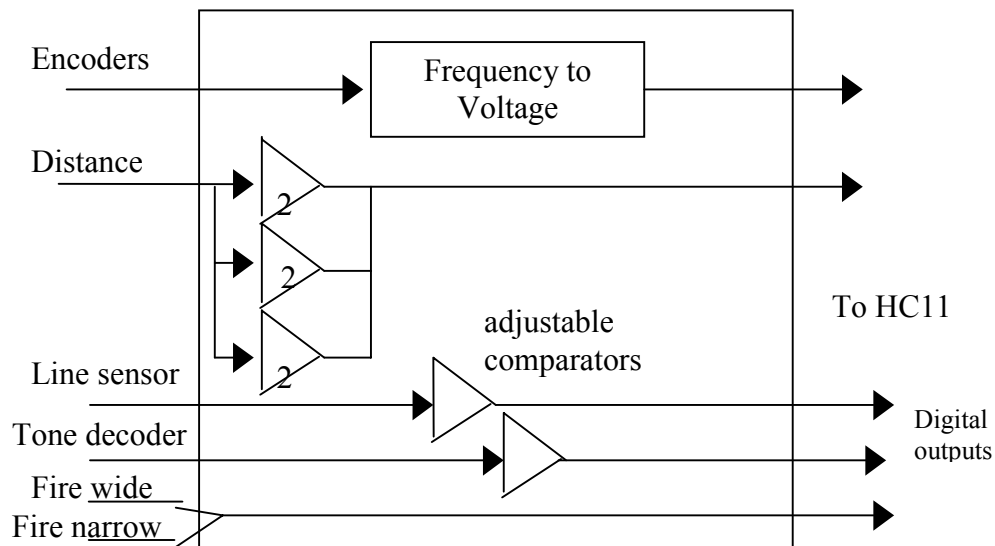 Encoders
Frequency to
Voltage
Distance
2
2
2
To HC11
adjustable
comparators
Line sensor
Tone decoder
Digital
outputs
Fire wide
Fire narrow